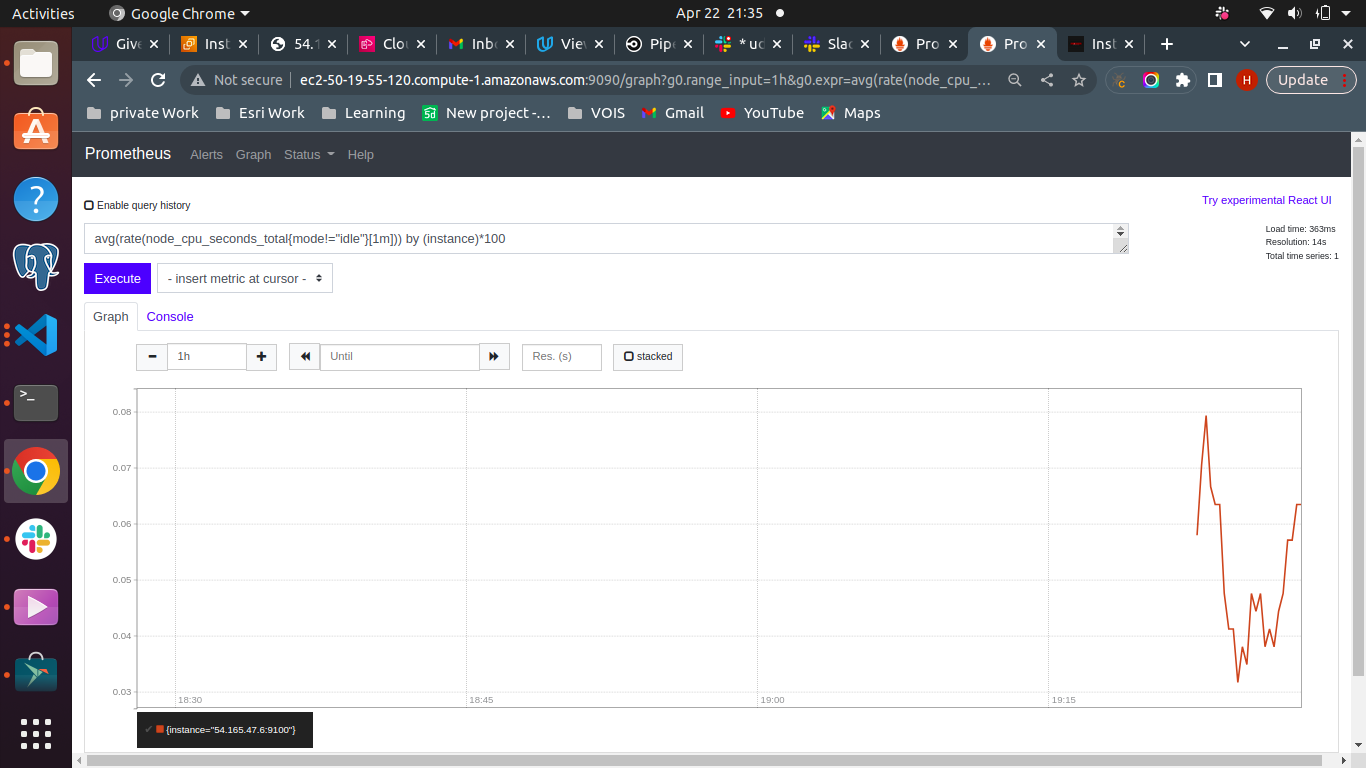 Activities Google Chrome Apr 22 21:35
Give Inst 54.1 Clou Inbo View Pipe * ud Slac Pro Pro Inst
Not secure ec2-50-19-55-120.compute-1.amazonaws.com:9090/graph?g0.range_input=1h&g0.expr=avg(rate(node_cpu_... H Update
private Work Esri Work Learning New project -... VOIS Gmail YouTube Maps
Prometheus Alerts Graph Status Help
Try experimental React UI
Enable query history
avg(rate(node_cpu_seconds_total{mode!="idle"}[1m])) by (instance)*100
Load time: 363ms
Resolution: 14s
Total time series: 1
Execute - insert metric at cursor -
Graph Console
1h Until Res. (s) stacked
0.08
0.07
0.06
0.05
0.04
0.03
18:30 18:45 19:00 19:15
{instance="54.165.47.6:9100"}